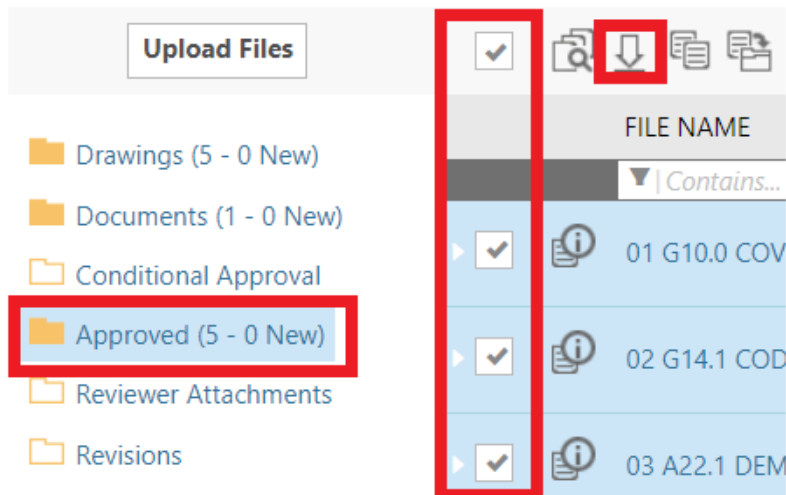 Upload Files
Drawings (5 - 0 New)
Documents (1 - 0 New)
Conditional Approval
Approved (5 - 0 New)
Reviewer Attachments
Revisions
FILE NAME
Contains...
01 G10.0 COV
02 G14.1 COD
03 A22.1 DEM